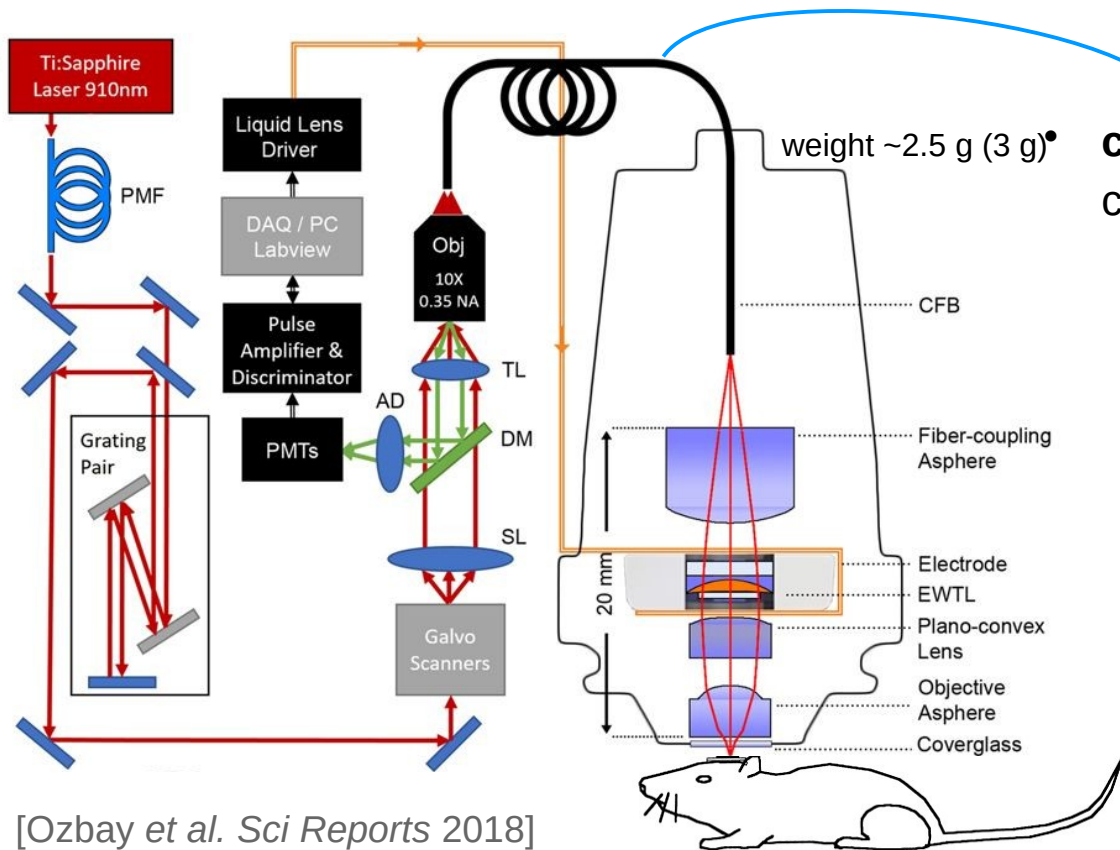 Ti:Sapphire
Laser 910nm
PMF
Grating
Pair
Liquid Lens
Driver
DAQ / PC
Labview
Pulse
Amplifier &
Discriminator
PMTs
AD
Obj
10X
0.35 NA
TL
DM
SL
Galvo
Scanners
weight ~2.5 g (3 g)
• c
c
CFB
Fiber-coupling
Asphere
20 mm
Electrode
EWTL
Plano-convex
Lens
Objective
Asphere
Coverglass
[Ozbay et al. Sci Reports 2018]